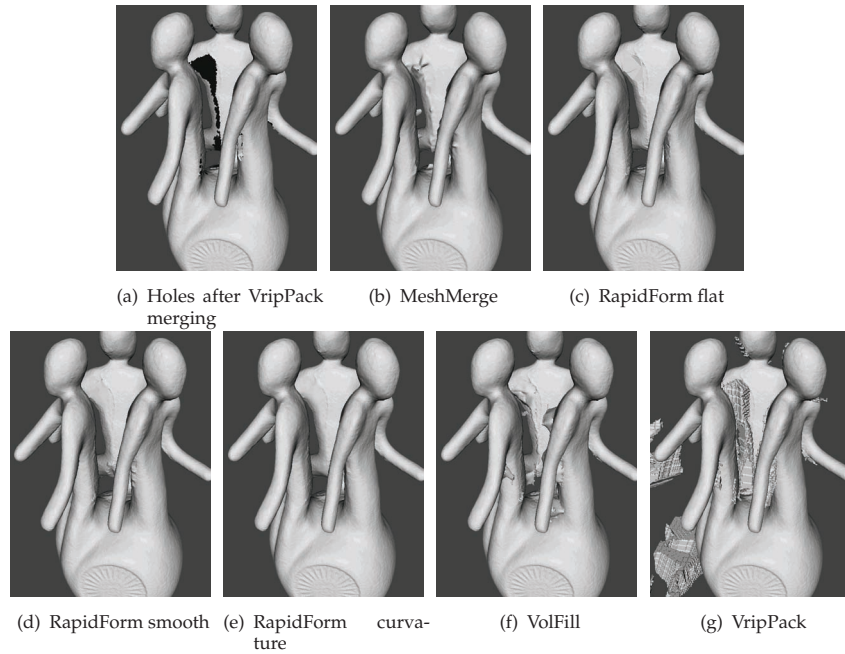 (a) Holes after VripPack merging
(b) MeshMerge
(c) RapidForm flat
(d) RapidForm smooth
(e) RapidForm curva-
ture
(f) VolFill
(g) VripPack